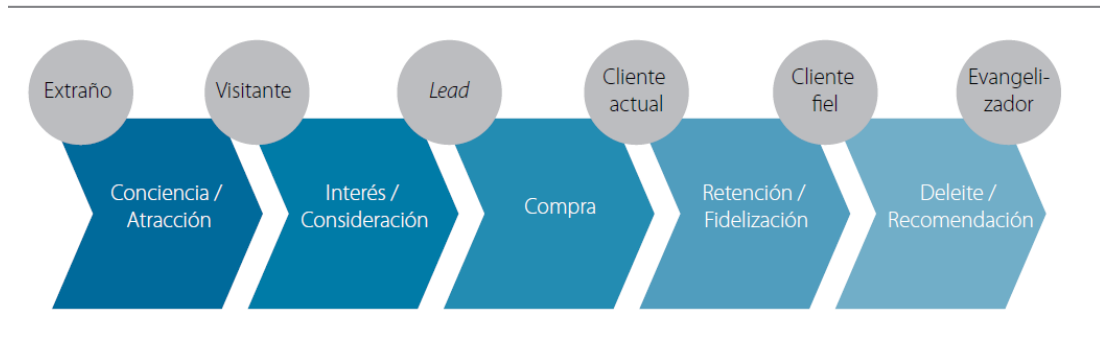 Extraño
Visitante
Lead
Cliente
actual
Cliente
fiel
Evangeli-
zador
Conciencia /
Atracción
Interés /
Consideración
Compra
Retención /
Fidelización
Deleite /
Recomendación